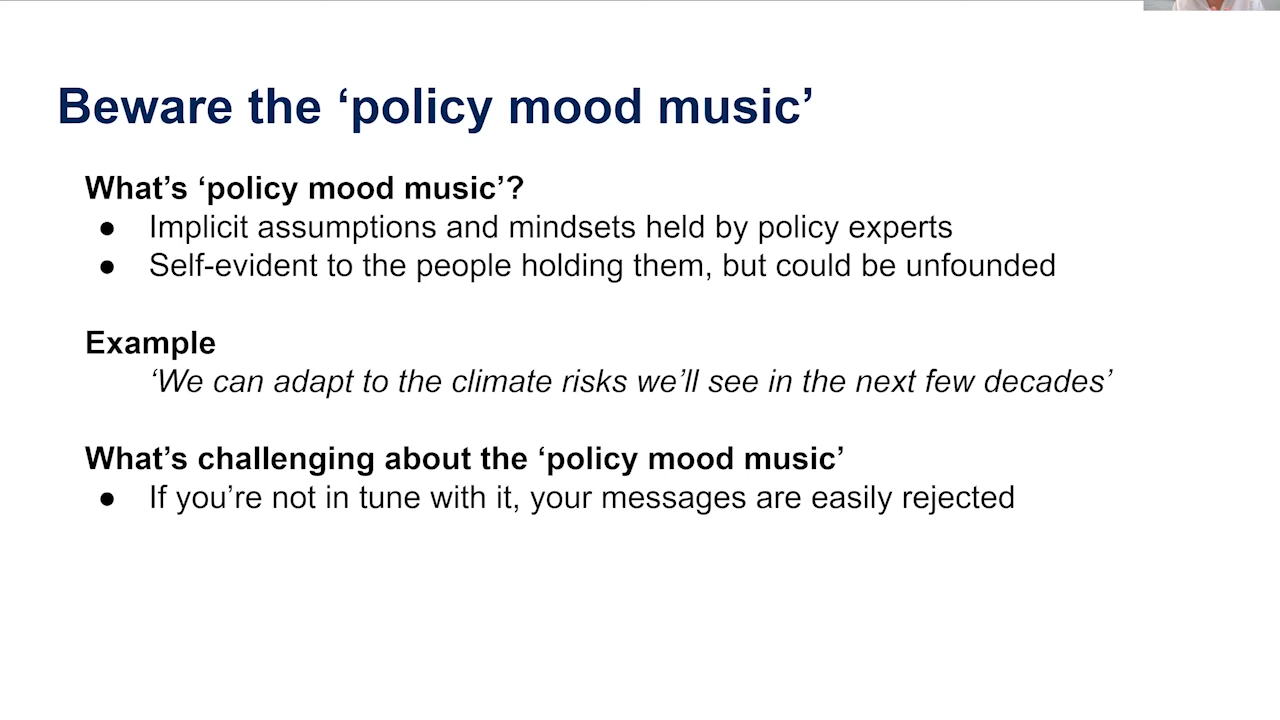 Beware the ‘policy mood music’
What’s ‘policy mood music’?
● Implicit assumptions and mindsets held by policy experts
● Self-evident to the people holding them, but could be unfounded
Example
‘We can adapt to the climate risks we’ll see in the next few decades’
What’s challenging about the ‘policy mood music’
● If you’re not in tune with it, your messages are easily rejected